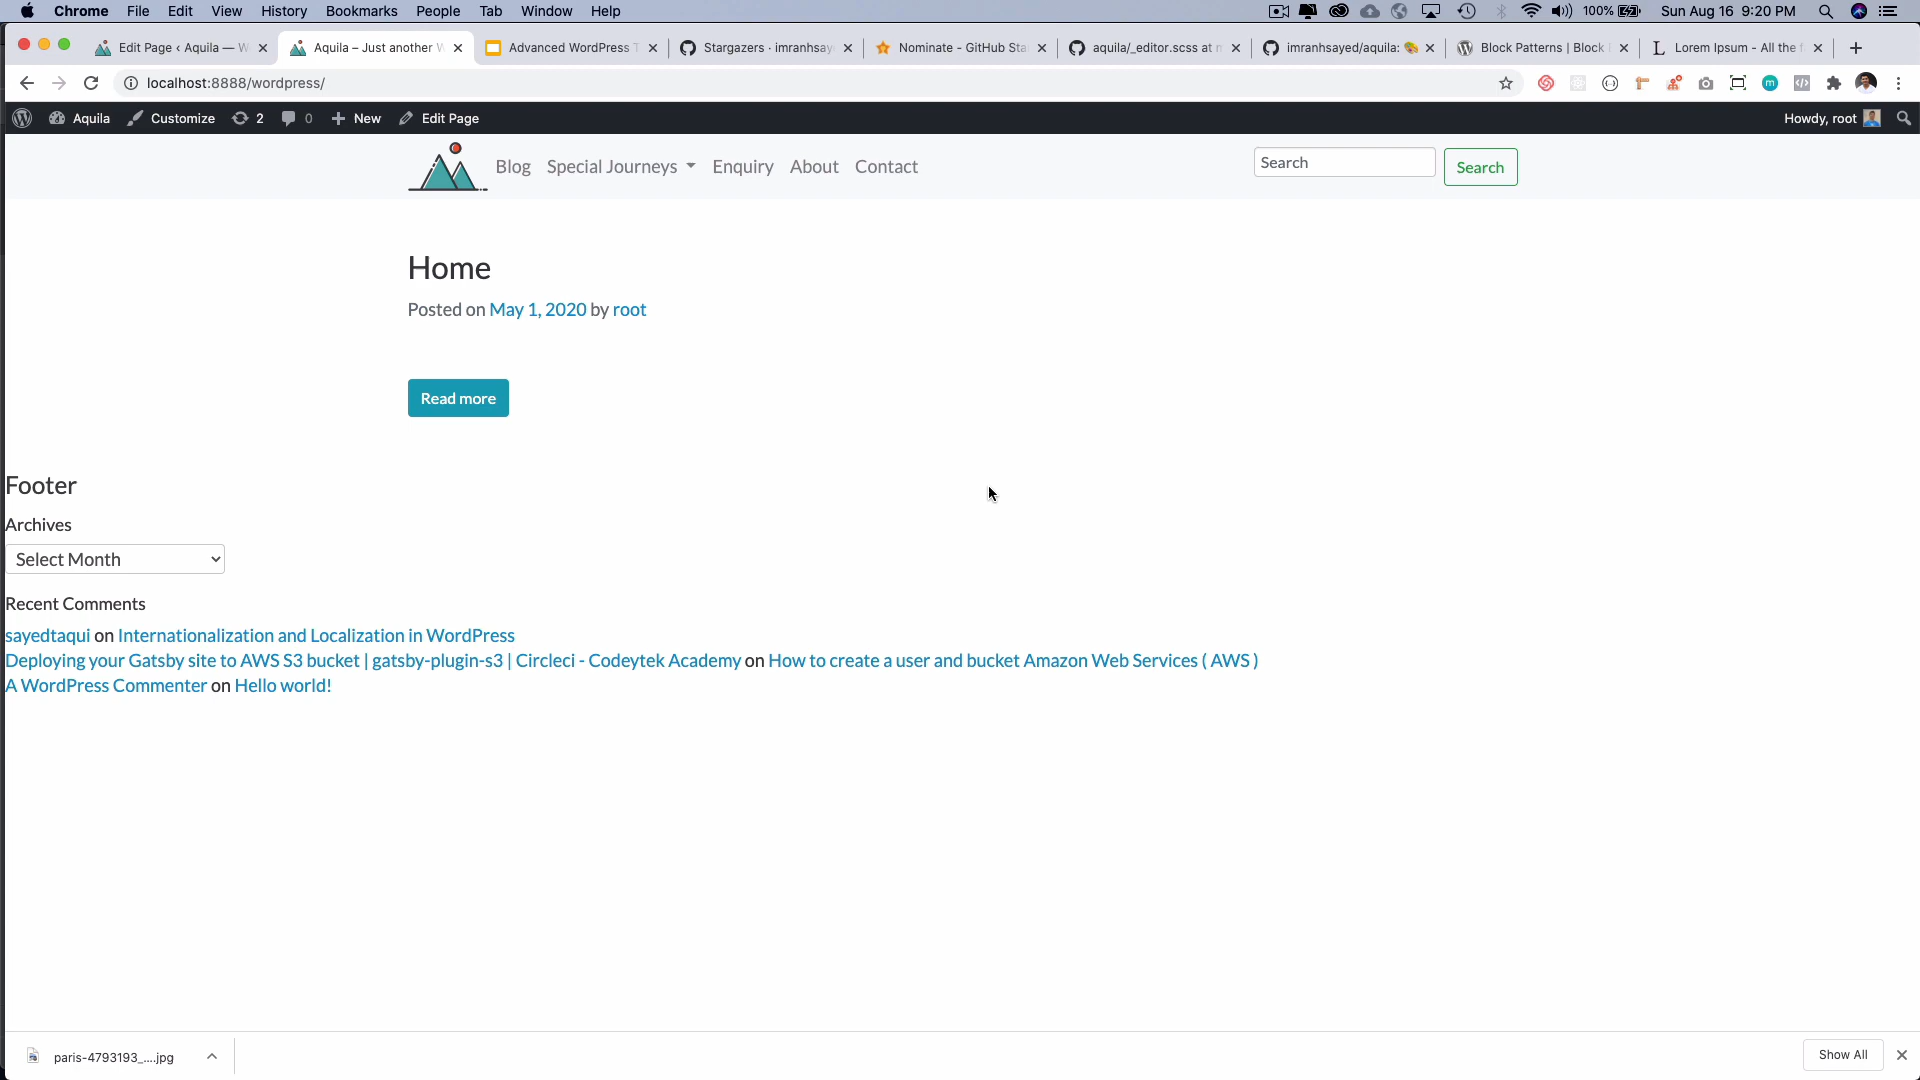 Chrome File Edit View History Bookmarks People Tab Window Help 100% Sun Aug 16 9:20 PM
Edit Page ‹ Aquila — W Aquila – Just another W Advanced WordPress T Stargazers · imranhsay Nominate - GitHub Sta aquila/_editor.scss at m imranhsayed/aquila: Block Patterns | Block Lorem Ipsum - All the f
localhost:8888/wordpress/
Aquila Customize 2 0 New Edit Page Howdy, root
Blog Special Journeys Enquiry About Contact Search Search
Home
Posted on May 1, 2020 by root
Read more
Footer
Archives
Select Month
Recent Comments
sayedtaqui on Internationalization and Localization in WordPress
Deploying your Gatsby site to AWS S3 bucket | gatsby-plugin-s3 | Circleci - Codeytek Academy on How to create a user and bucket Amazon Web Services ( AWS )
A WordPress Commenter on Hello world!
paris-4793193_....jpg Show All